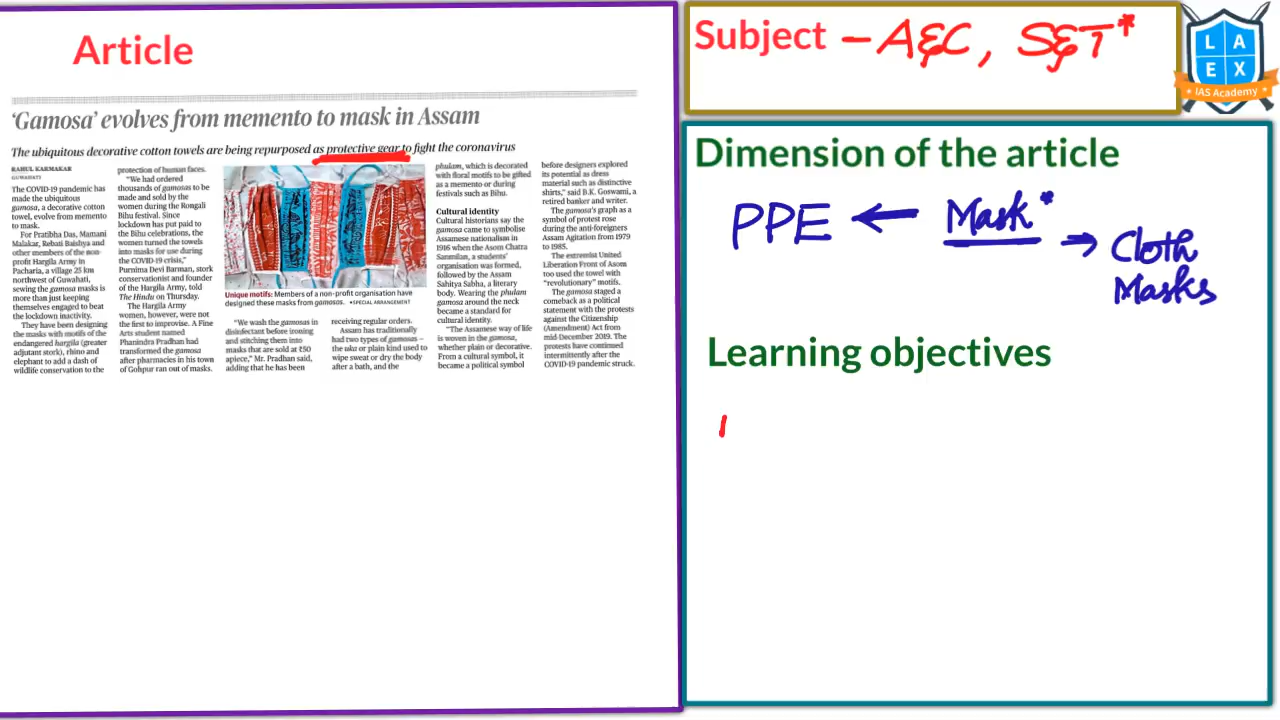 Article
'Gamosa' evolves from memento to mask in Assam
The ubiquitous decorative cotton towels are being repurposed as protective gear to fight the coronavirus
RAHUL KARMAKAR
GUWAHATI
The COVID-19 pandemic has
made the ubiquitous
gamosa, a decorative cotton
towel, evolve from memento
to mask.
For Pratibha Das, Mamani
Malakar, Rebati Baishya and
other members of the non-
profit Hargila Army in
Pacharia, a village 25 km
northwest of Guwahati,
sewing the gamosa masks is
more than just keeping
themselves engaged to beat
the lockdown inactivity.
They have been designing
the masks with motifs of the
endangered hargila (greater
adjutant stork), rhino and
elephant to add a dash of
wildlife conservation to the
protection of human faces.
"We had ordered
thousands of gamosas to be
made and sold by the
women during the Rongali
Bihu festival. Since
lockdown has put paid to
the Bihu celebrations, the
women turned the towels
into masks for use during
the COVID-19 crisis,"
Purnima Devi Barman, stork
conservationist and founder
of the Hargila Army, told
The Hindu on Thursday.
The Hargila Army
women, however, were not
the first to improvise. A Fine
Arts student named
Phanindra Pradhan had
transformed the gamosa
after pharmacies in his town
of Gohpur ran out of masks.
Unique motifs: Members of a non-profit organisation have
designed these masks from gamosas. •SPECIAL ARRANGEMENT
"We wash the gamosas in
disinfectant before ironing
and stitching them into
masks that are sold at ₹50
apiece," Mr. Pradhan said,
adding that he has been
receiving regular orders.
Assam has traditionally
had two types of gamosas –
the uka or plain kind used to
wipe sweat or dry the body
after a bath, and the
phulam, which is decorated
with floral motifs to be gifted
as a memento or during
festivals such as Bihu.
Cultural identity
Cultural historians say the
gamosa came to symbolise
Assamese nationalism in
1916 when the Asom Chatra
Sanmilan, a students'
organisation was formed,
followed by the Assam
Sahitya Sabha, a literary
body. Wearing the phulam
gamosa around the neck
became a standard for
cultural identity.
"The Assamese way of life
is woven in the gamosa,
whether plain or decorative.
From a cultural symbol, it
became a political symbol
before designers explored
its potential as dress
material such as distinctive
shirts," said B.K. Goswami, a
retired banker and writer.
The gamosa's graph as a
symbol of protest rose
during the anti-foreigners
Assam Agitation from 1979
to 1985.
The extremist United
Liberation Front of Asom
too used the towel with
"revolutionary" motifs.
The gamosa staged a
comeback as a political
statement with the protests
against the Citizenship
(Amendment) Act from
mid-December 2019. The
protests have continued
intermittently after the
COVID-19 pandemic struck.
Subject - A&C, S&T*
LA
EX
IAS Academy
Dimension of the article
PPE ← Mask* → Cloth
Masks
Learning objectives